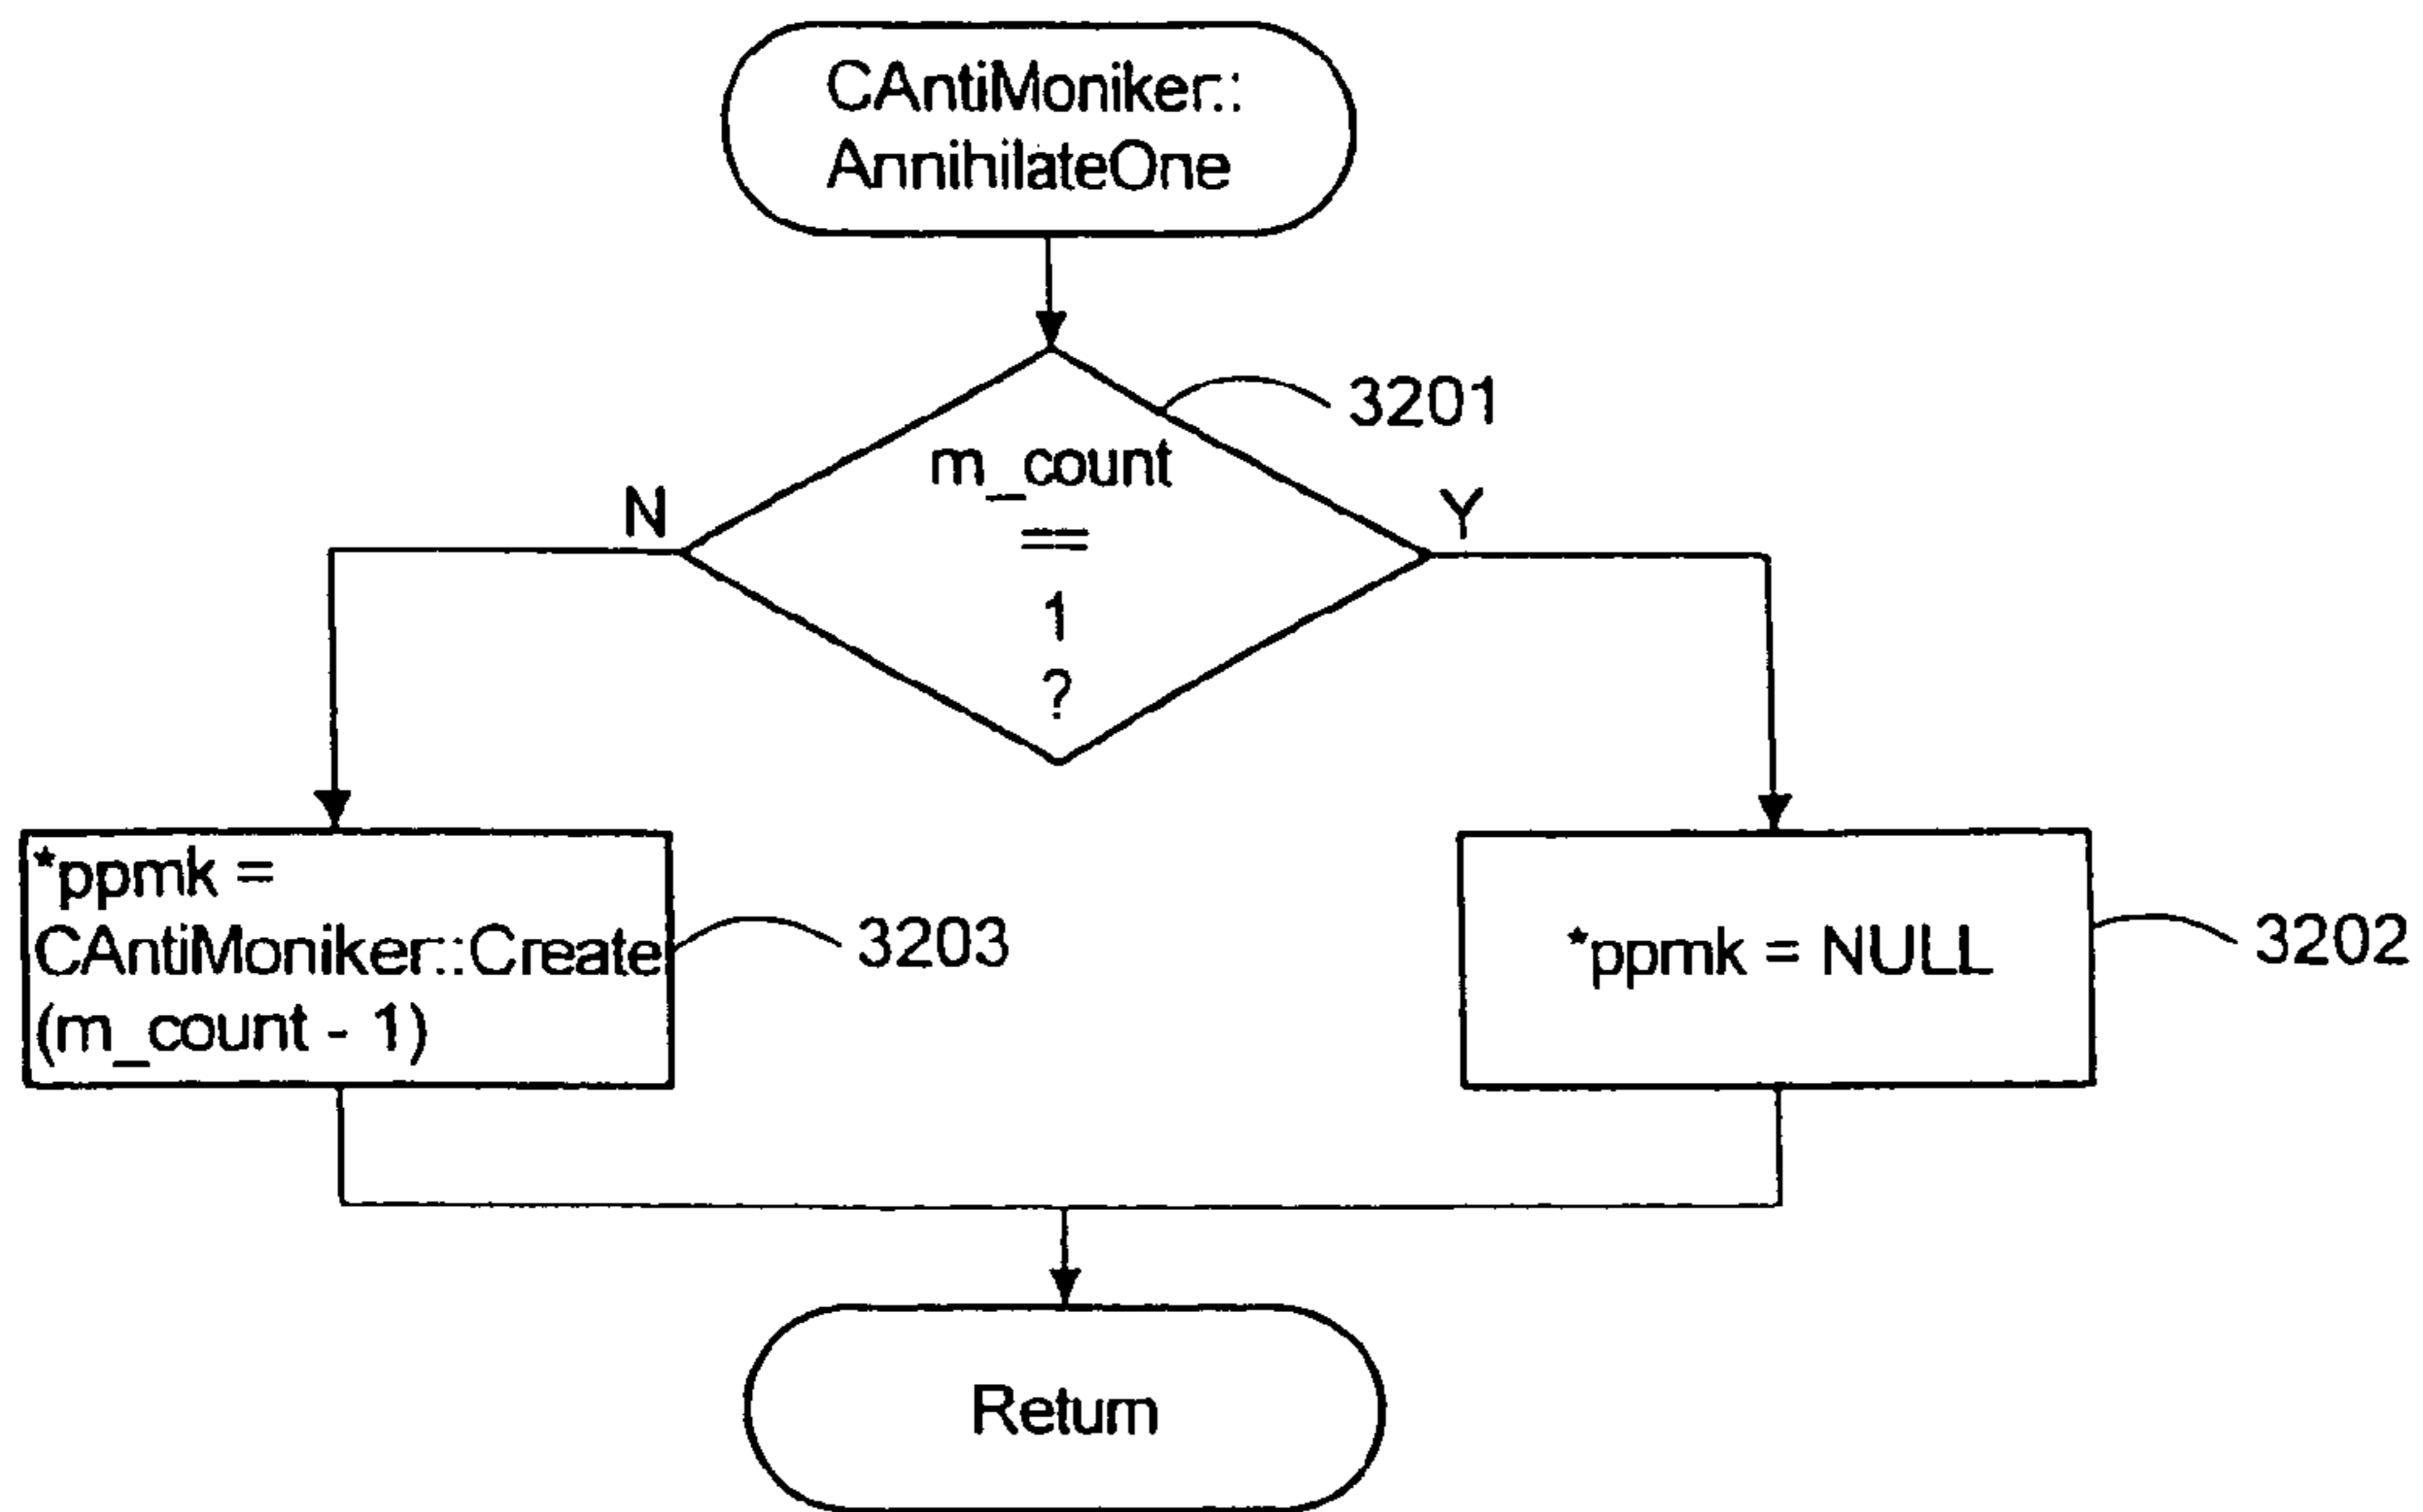 CAntiMoniker::
AnnihilateOne
3201
m_count
==
1
?
N
Y
*ppmk =
CAntiMoniker::Create
(m_count - 1)
3203
*ppmk = NULL
3202
Return